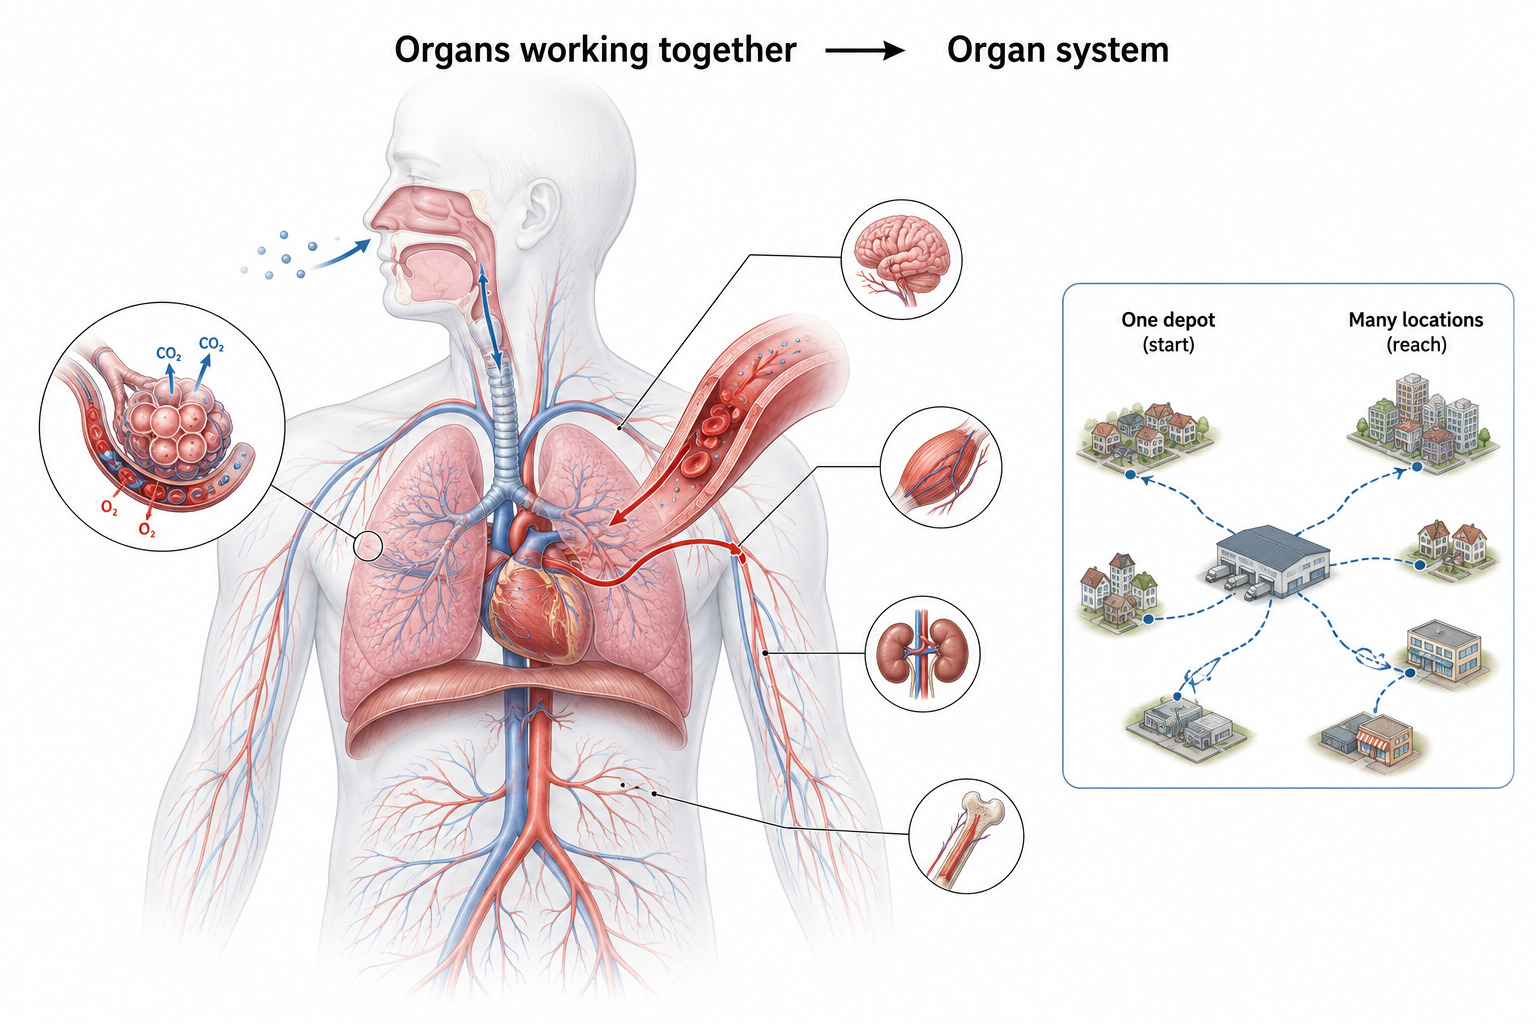 Organs working together → Organ system
CO₂
CO₂
O₂
O₂
One depot
(start)
Many locations
(reach)